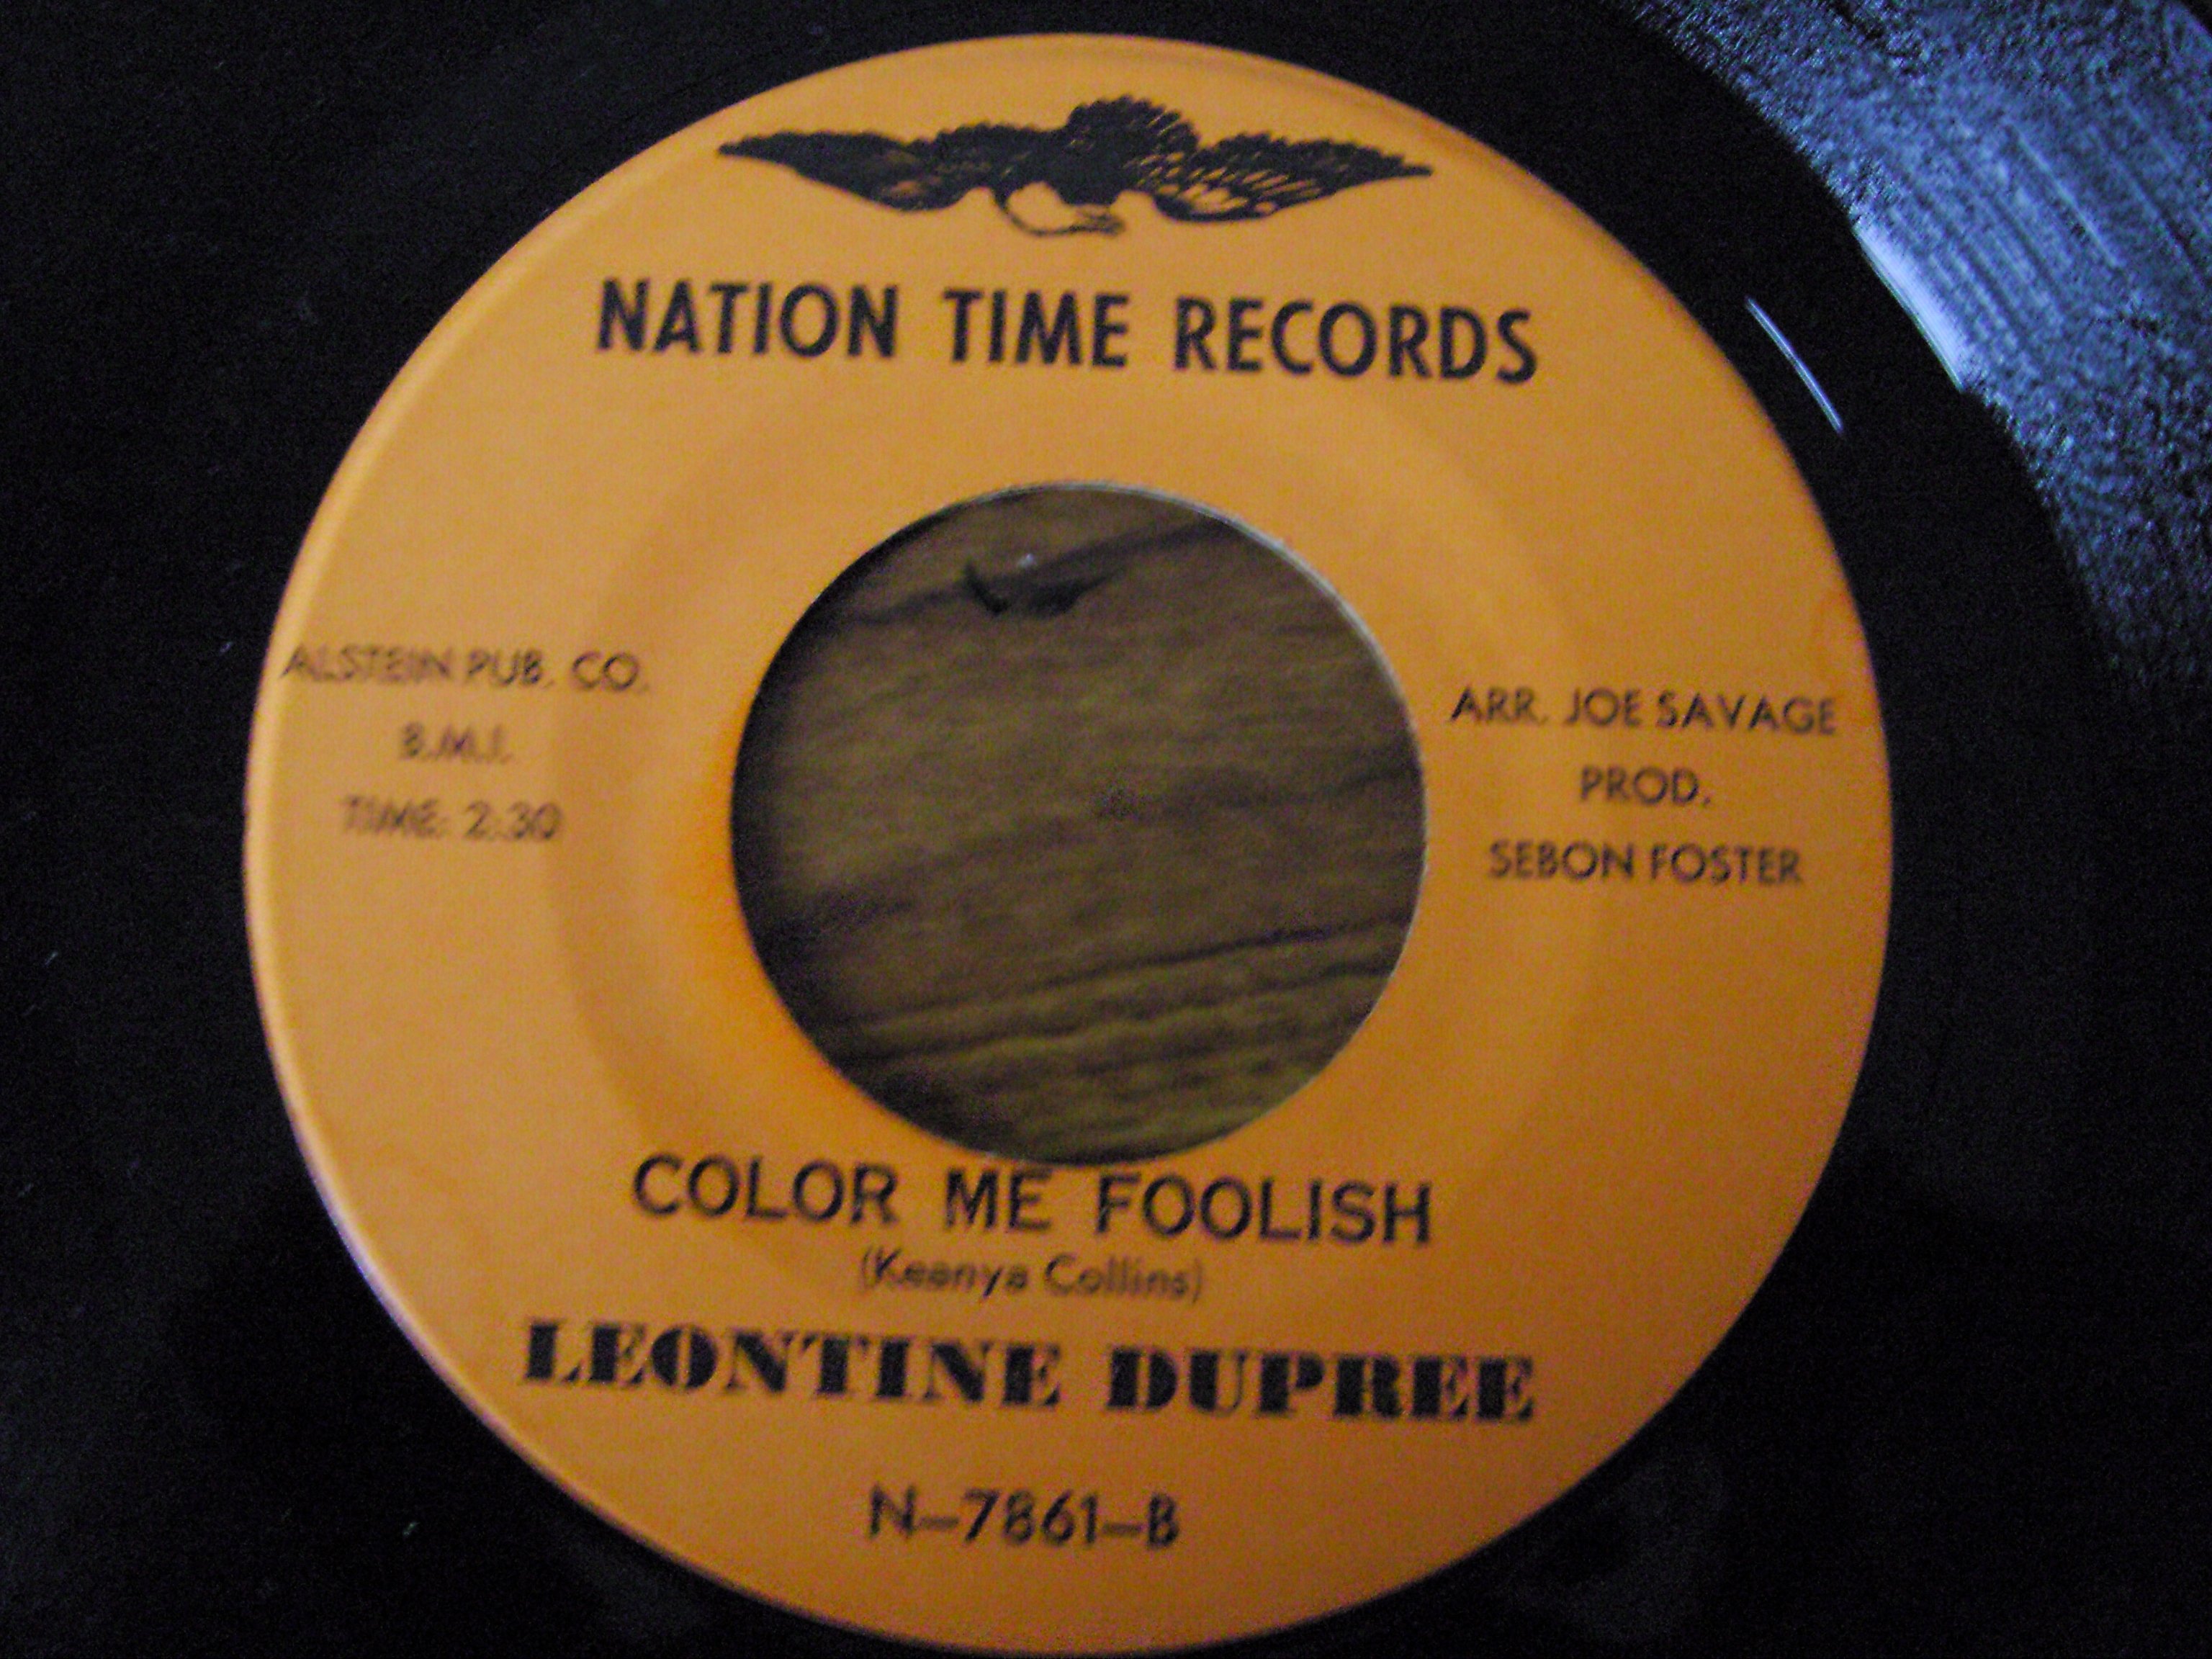 NATION TIME RECORDS
ALSTEIN PUB. CO.
B.M.I.
TIME: 2:30
ARR. JOE SAVAGE
PROD.
SEBON FOSTER
COLOR ME FOOLISH
(Keanya Collins)
LEONTINE DUPREE
N-7861-B